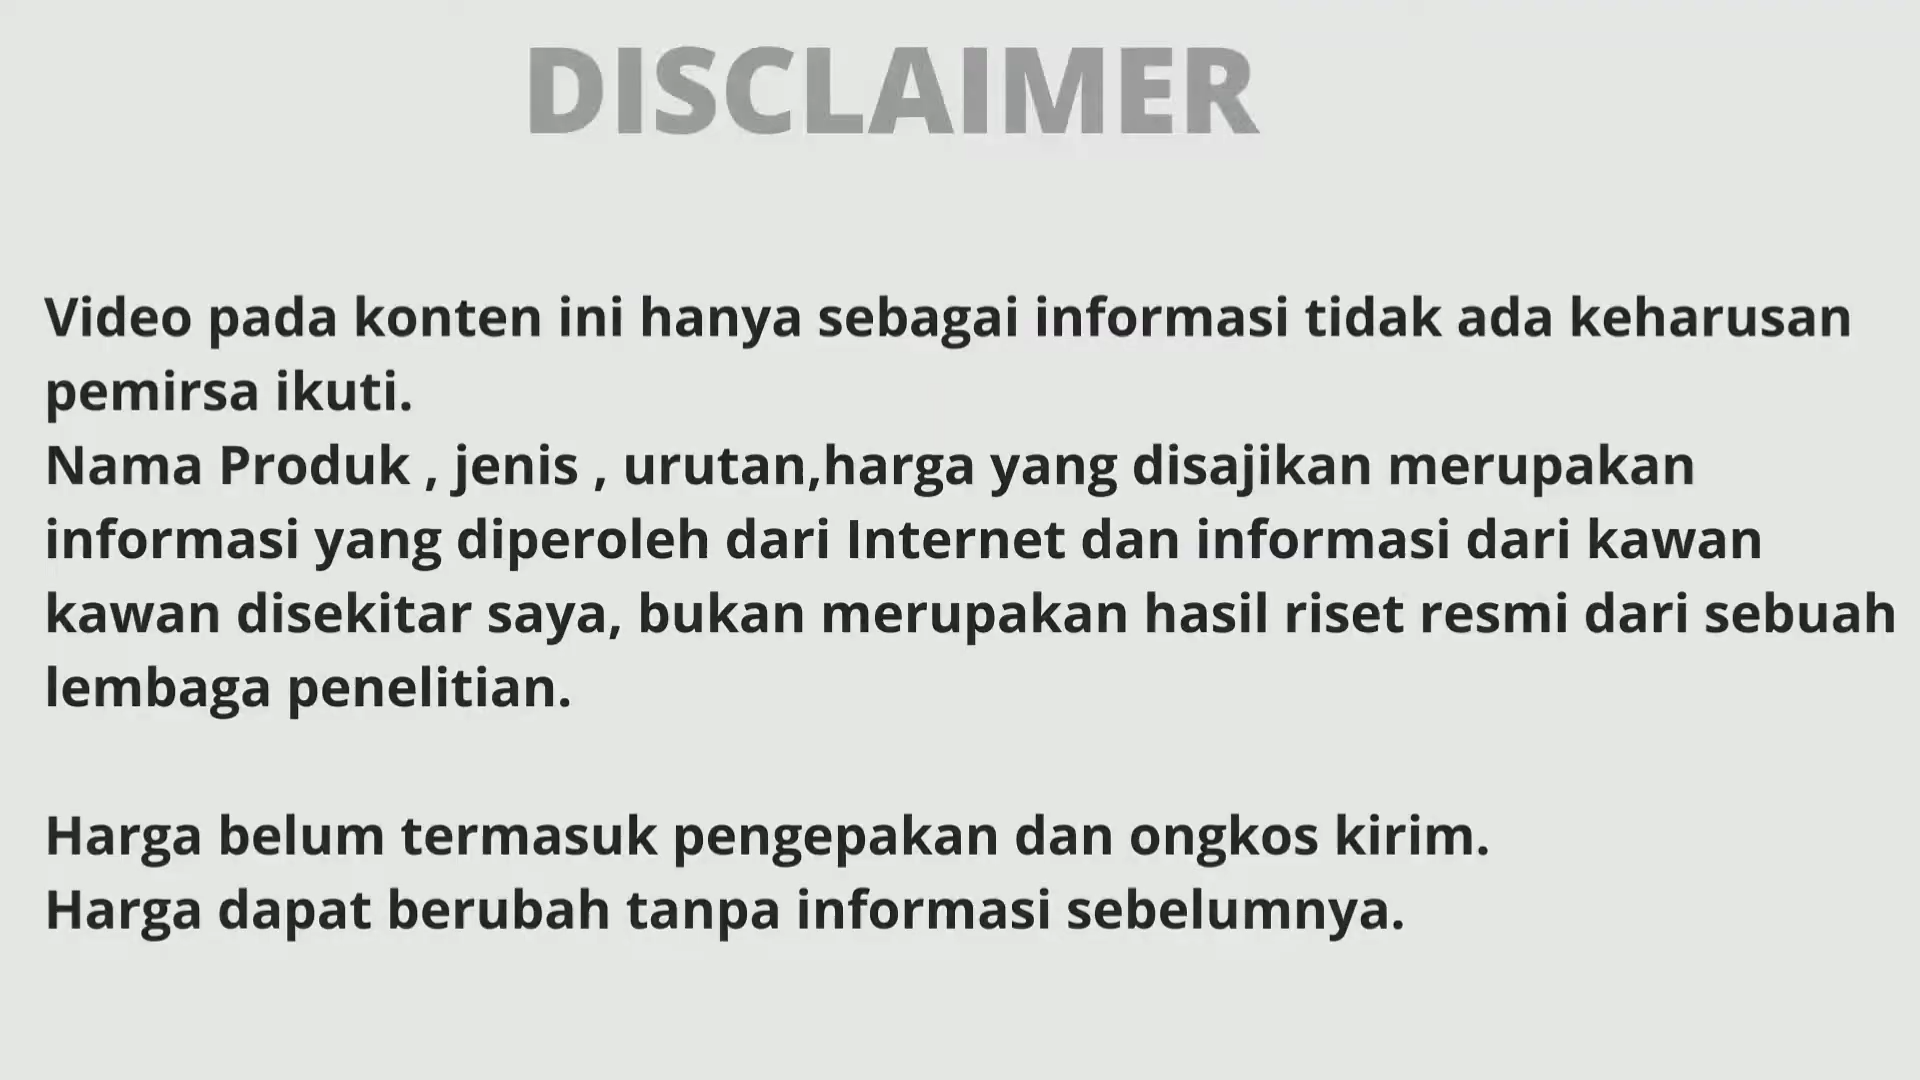 DISCLAIMER
Video pada konten ini hanya sebagai informasi tidak ada keharusan
pemirsa ikuti.
Nama Produk , jenis , urutan,harga yang disajikan merupakan
informasi yang diperoleh dari Internet dan informasi dari kawan
kawan disekitar saya, bukan merupakan hasil riset resmi dari sebuah
lembaga penelitian.
Harga belum termasuk pengepakan dan ongkos kirim.
Harga dapat berubah tanpa informasi sebelumnya.